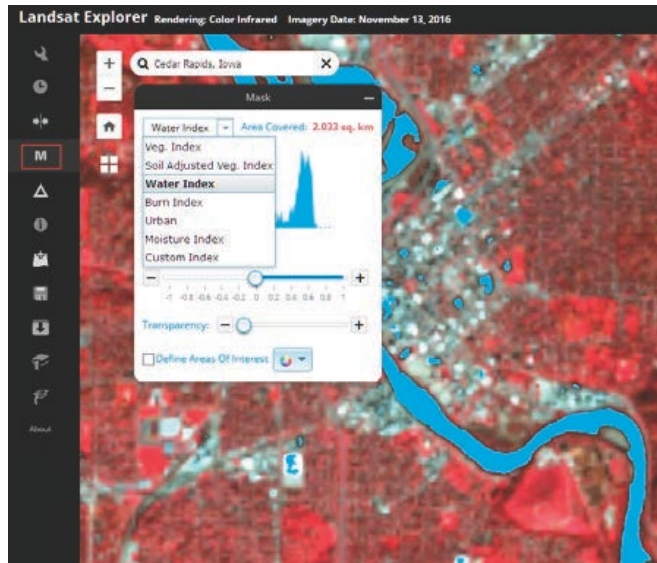 Landsat Explorer Rendering: Color Infrared Imagery Date: November 13, 2016
Cedar Rapids, Iowa
Mask
Water Index Area Covered: 2.033 sq. km
Veg. Index
Soil Adjusted Veg. Index
Water Index
Burn Index
Urban
Moisture Index
Custom Index
-1 -0.8 -0.6 -0.4 -0.2 0 0.2 0.4 0.6 0.8 1
Transparency:
Define Areas Of Interest
M
About